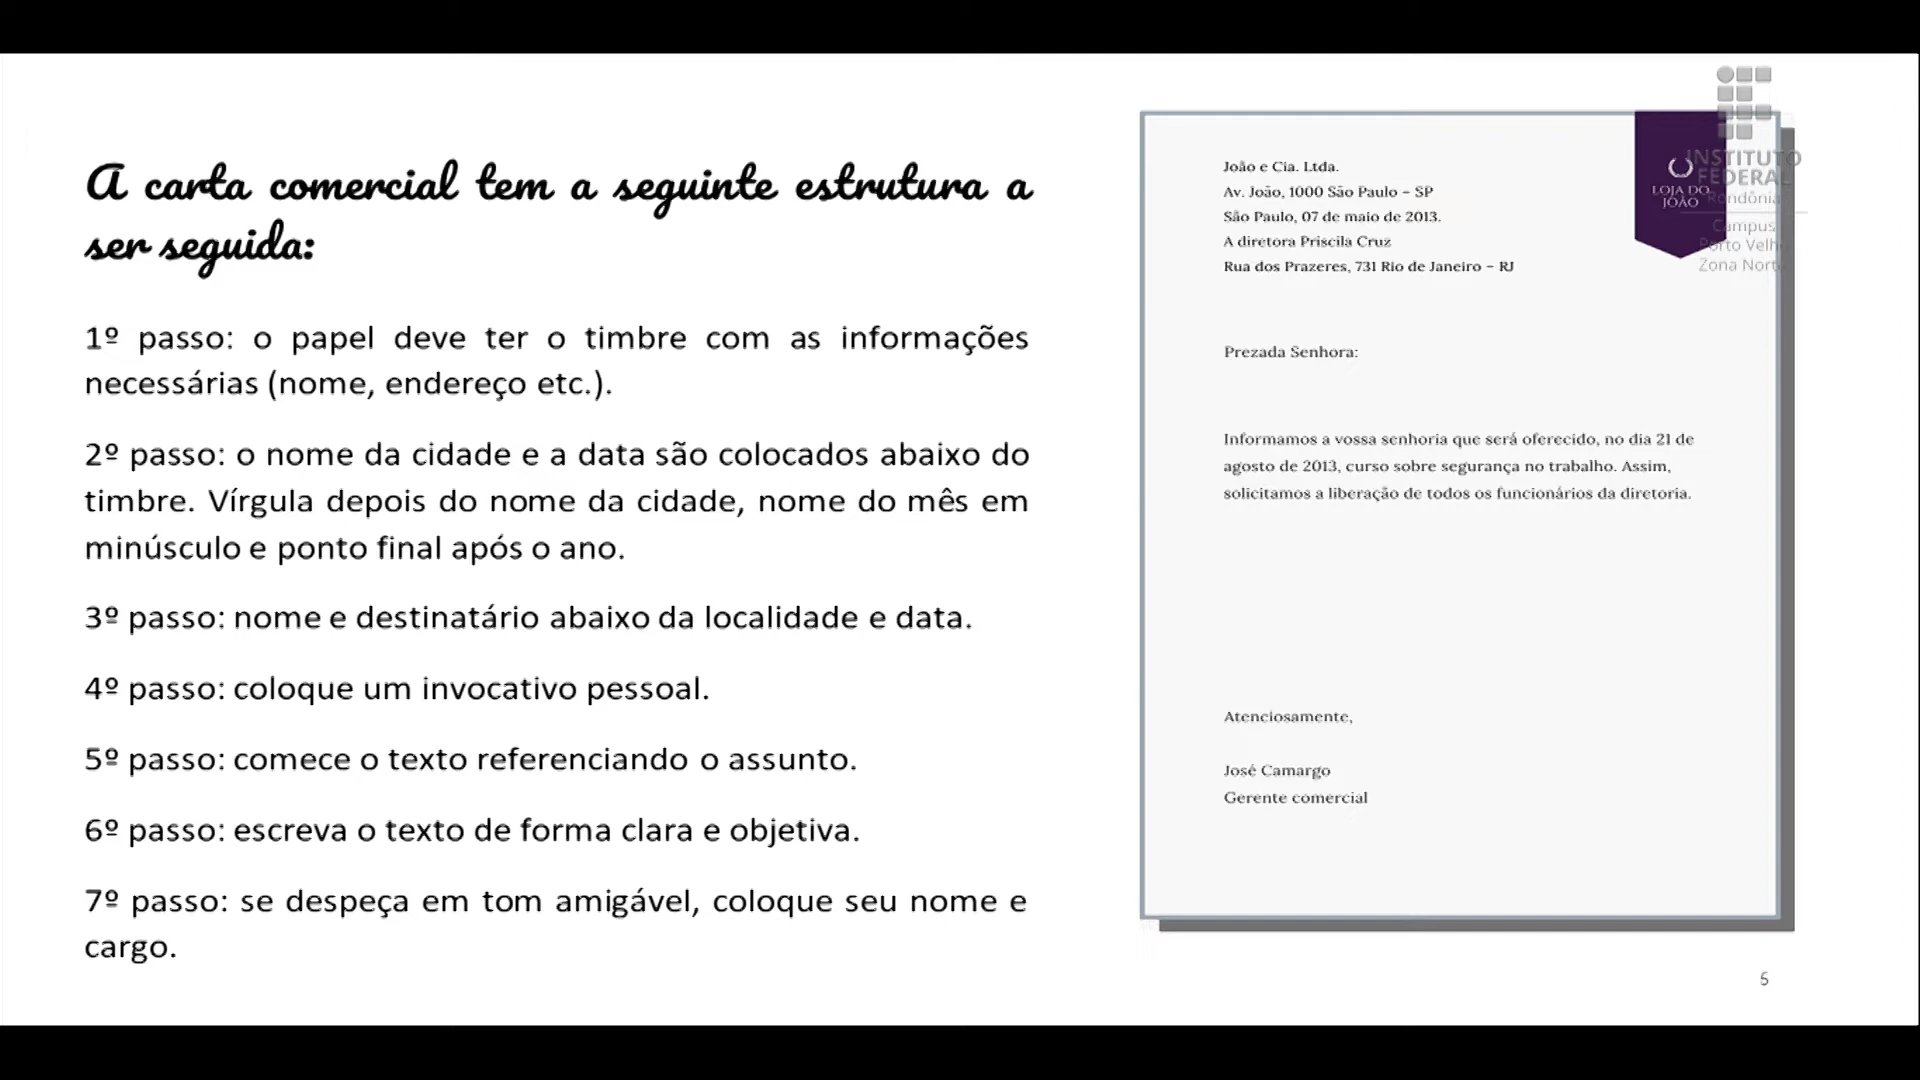 A carta comercial tem a seguinte estrutura a
ser seguida:
1º passo: o papel deve ter o timbre com as informações
necessárias (nome, endereço etc.).
2º passo: o nome da cidade e a data são colocados abaixo do
timbre. Vírgula depois do nome da cidade, nome do mês em
minúsculo e ponto final após o ano.
3º passo: nome e destinatário abaixo da localidade e data.
4º passo: coloque um invocativo pessoal.
5º passo: comece o texto referenciando o assunto.
6º passo: escreva o texto de forma clara e objetiva.
7º passo: se despeça em tom amigável, coloque seu nome e
cargo.
João e Cia. Ltda.
Av. João, 1000 São Paulo – SP
São Paulo, 07 de maio de 2013.
A diretora Priscila Cruz
Rua dos Prazeres, 731 Rio de Janeiro – RJ
Prezada Senhora:
Informamos a vossa senhoria que será oferecido, no dia 21 de
agosto de 2013, curso sobre segurança no trabalho. Assim,
solicitamos a liberação de todos os funcionários da diretoria.
Atenciosamente,
José Camargo
Gerente comercial
LOJA DO
JOÃO
INSTITUTO
FEDERAL
Rondônia
Campus
Porto Velho
Zona Norte
5